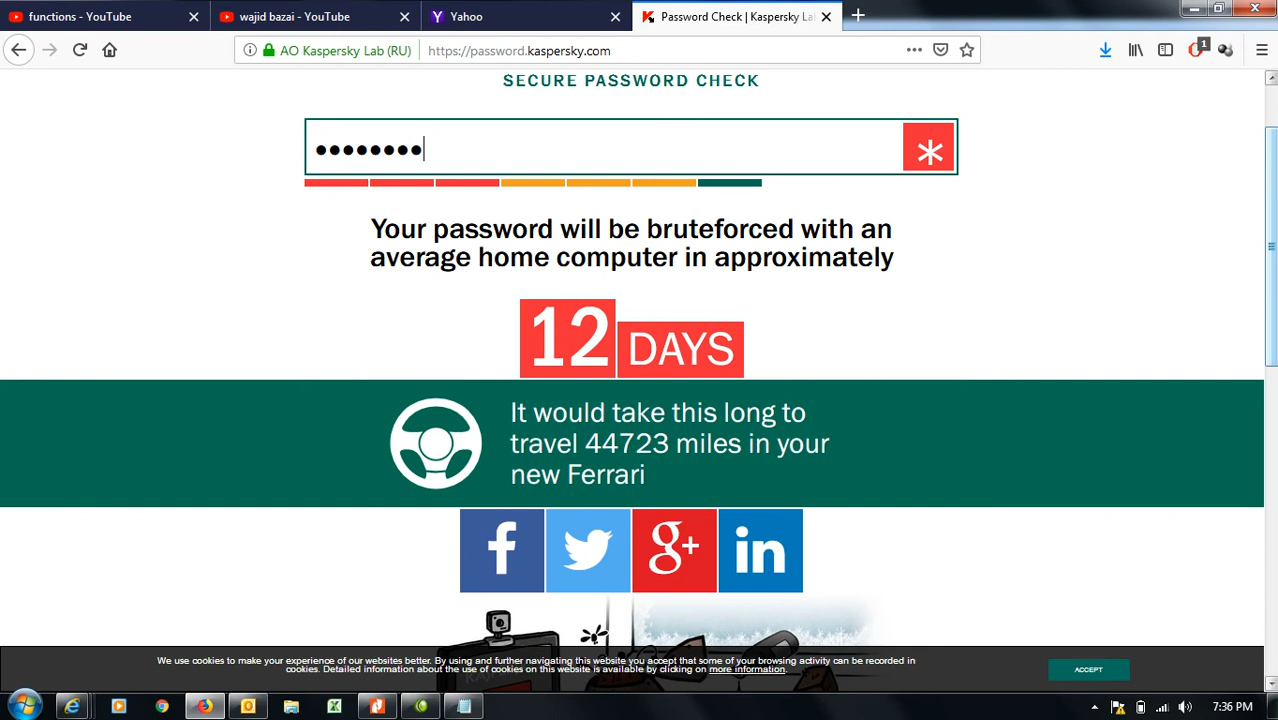 functions - YouTube
wajid bazai - YouTube
Yahoo
Password Check | Kaspersky La
AO Kaspersky Lab (RU)
https://password.kaspersky.com
1
SECURE PASSWORD CHECK
••••••••
*
Your password will be bruteforced with an
average home computer in approximately
12 DAYS
It would take this long to
travel 44723 miles in your
new Ferrari
f
g+
in
We use cookies to make your experience of our websites better. By using and further navigating this website you accept that some of your browsing activity can be recorded in
cookies. Detailed information about the use of cookies on this website is available by clicking on more information.
ACCEPT
7:36 PM